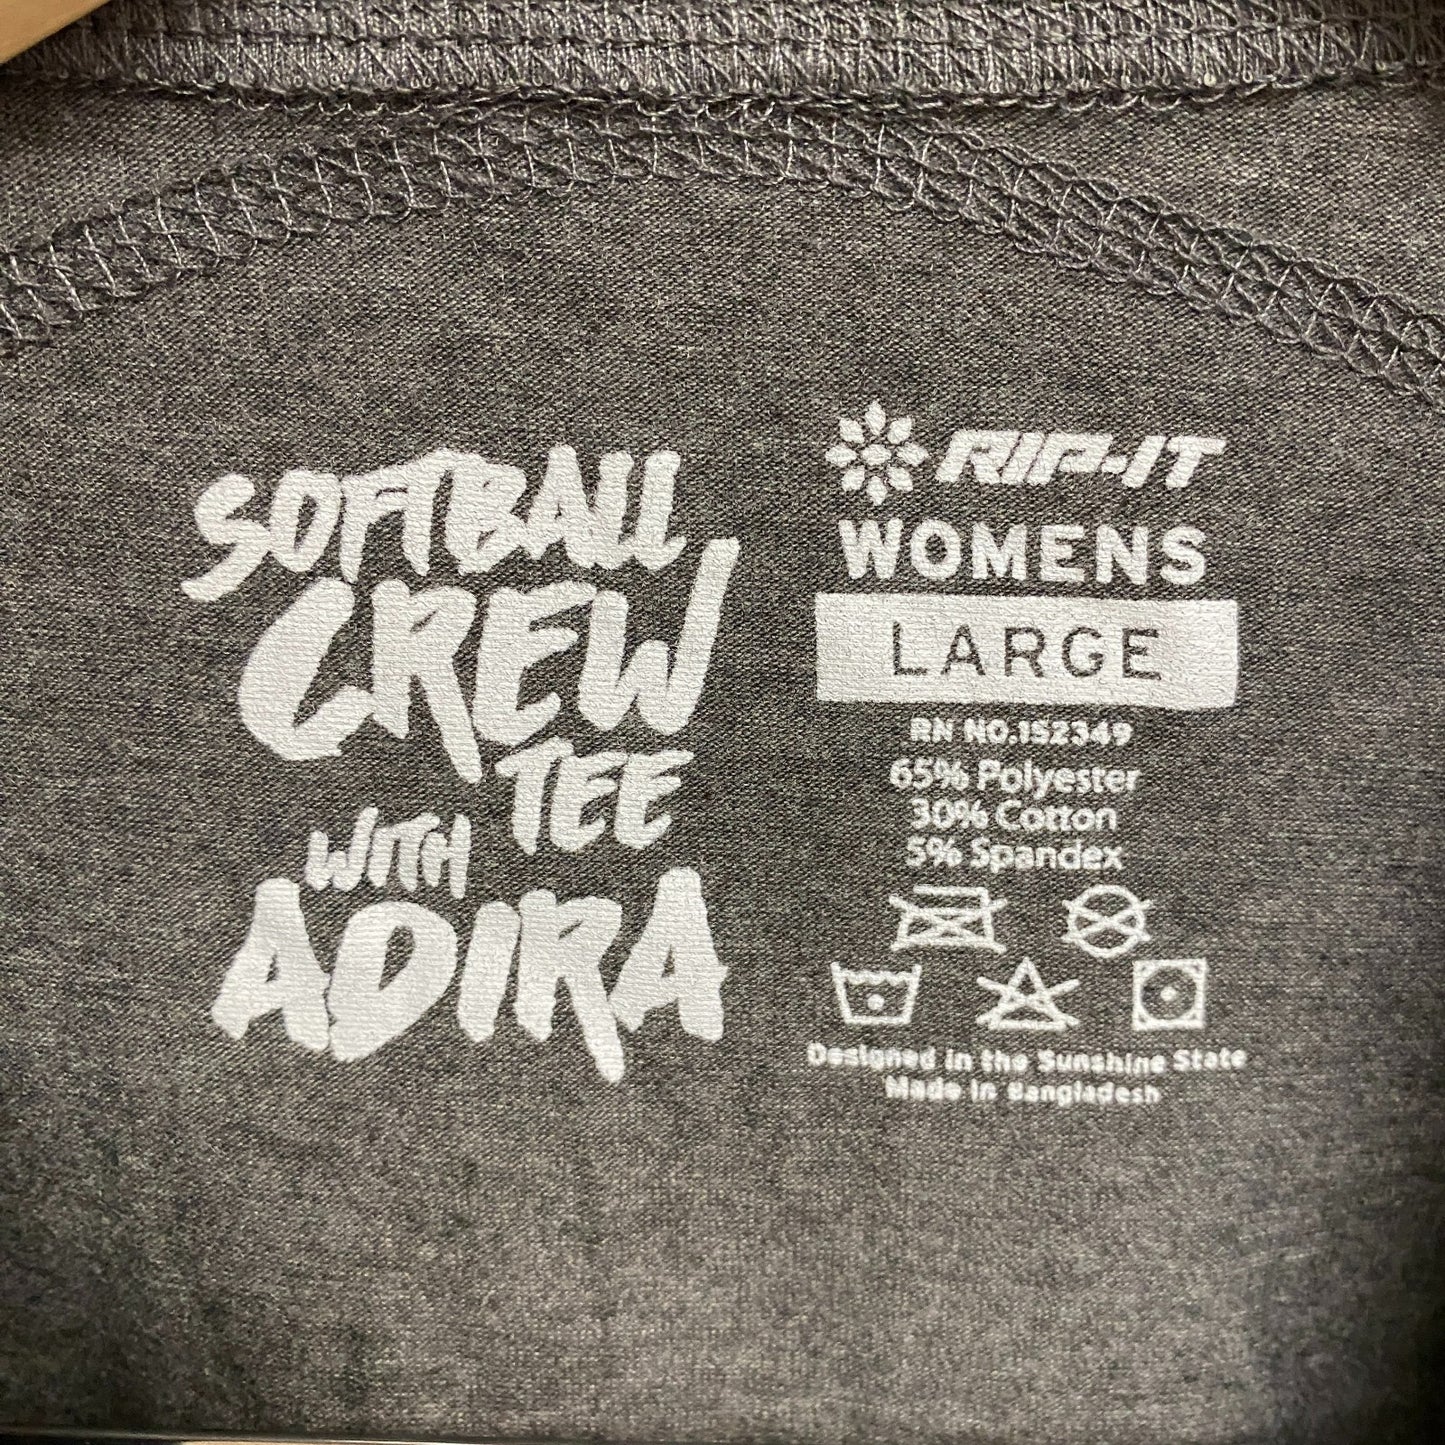 SOFTBALL
CREW
TEE
WITH
ADIRA
RIP-IT
WOMENS
LARGE
RN NO.152349
65% Polyester
30% Cotton
5% Spandex
Designed in the Sunshine State
Made in Bangladesh